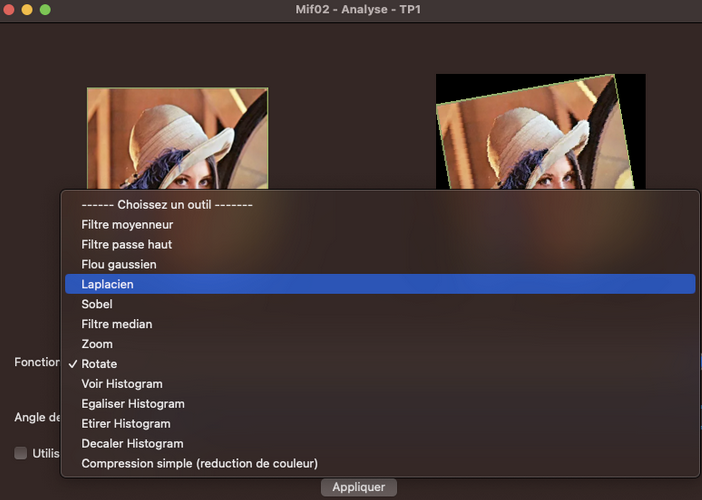 Mif02 - Analyse - TP1
------ Choissez un outil -------
Filtre moyenneur
Filtre passe haut
Flou gaussien
Laplacien
Sobel
Filtre median
Zoom
Fonction
✓ Rotate
Voir Histogram
Egaliser Histogram
Angle de
Etirer Histogram
Decaler Histogram
Utilis
Compression simple (reduction de couleur)
Appliquer